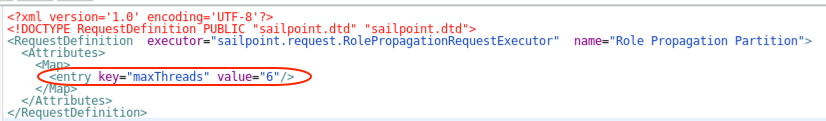 <?xml version='1.0' encoding='UTF-8'?>
<!DOCTYPE RequestDefinition PUBLIC "sailpoint.dtd" "sailpoint.dtd">
<RequestDefinition  executor="sailpoint.request.RolePropagationRequestExecutor"  name="Role Propagation Partition">
  <Attributes>
    <Map>
      <entry key="maxThreads" value="6"/>
    </Map>
  </Attributes>
</RequestDefinition>